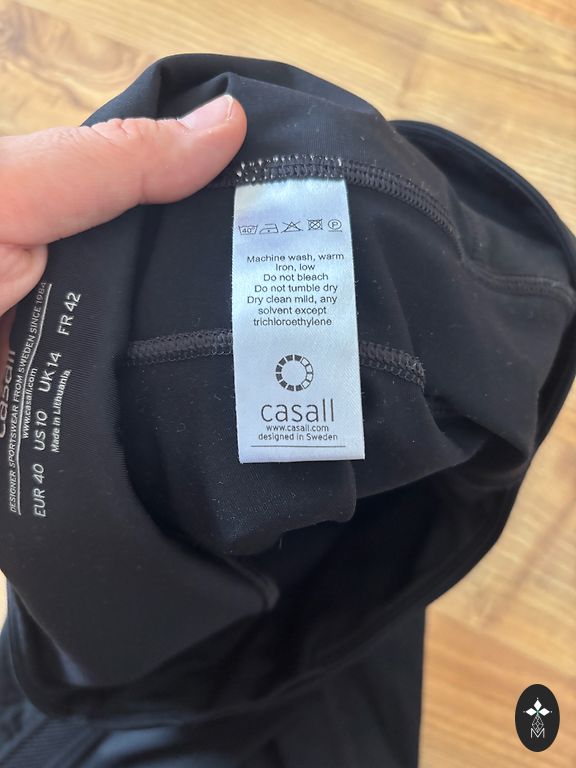 40°
P
Machine wash, warm
Iron, low
Do not bleach
Do not tumble dry
Dry clean mild, any
solvent except
trichloroethylene
casall
www.casall.com
designed in Sweden
casall
DESIGNER SPORTSWEAR FROM SWEDEN SINCE 1984
www.casall.com
EUR 40 US 10 UK 14 FR 42
Made in Lithuania
M